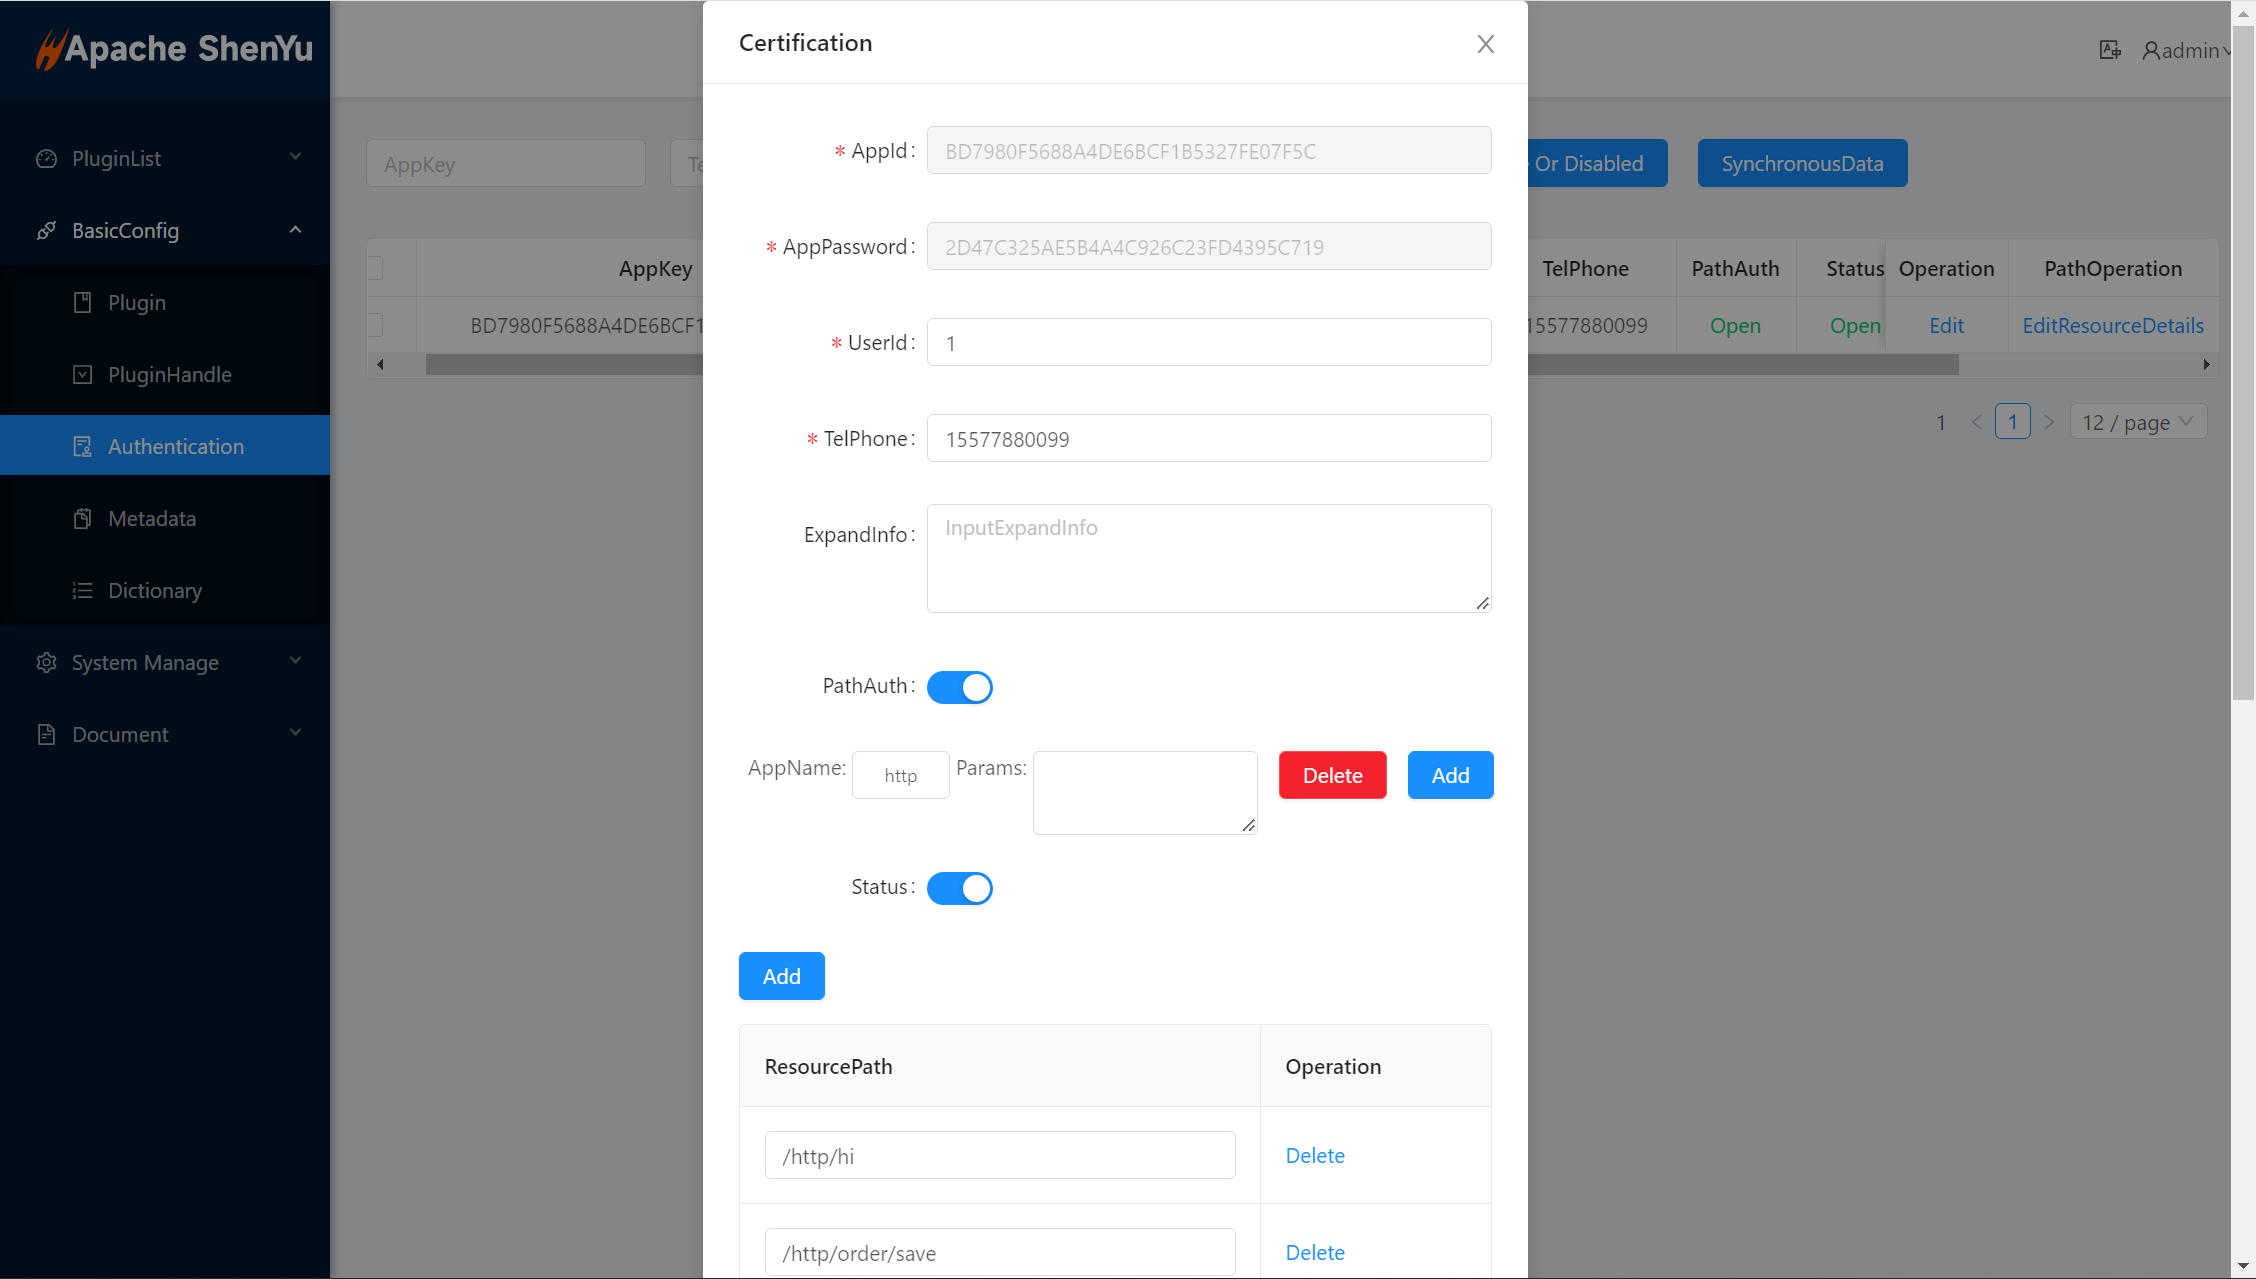 Apache ShenYu
admin
PluginList
BasicConfig
Plugin
PluginHandle
Authentication
Metadata
Dictionary
System Manage
Document
AppKey
Or Disabled
SynchronousData
AppKey
TelPhone
PathAuth
Status
Operation
PathOperation
BD7980F5688A4DE6BCF1
15577880099
Open
Open
Edit
EditResourceDetails
1
1
12 / page
Certification
* AppId: BD7980F5688A4DE6BCF1B5327FE07F5C
* AppPassword: 2D47C325AE5B4A4C926C23FD4395C719
* UserId: 1
* TelPhone: 15577880099
ExpandInfo: InputExpandInfo
PathAuth:
AppName: http Params: Delete Add
Status:
Add
ResourcePath Operation
/http/hi Delete
/http/order/save Delete